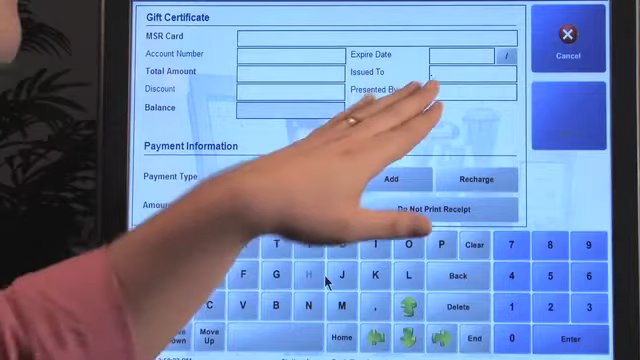 Gift Certificate
MSR Card
Account Number
Expire Date
/
Total Amount
Issued To
Discount
Presented By
Balance
Cancel
Payment Information
Payment Type
Add
Recharge
Do Not Print Receipt
T
I
O
P
Clear
7
8
9
F
G
H
J
K
L
Back
4
5
6
C
V
B
N
M
,
Delete
1
2
3
Move
Up
Home
End
0
Enter